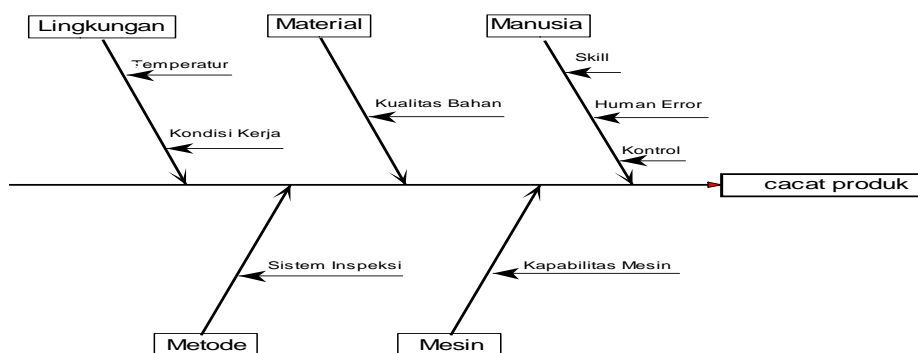 Lingkungan
Material
Manusia
Temperatur
Skill
Kualitas Bahan
Human Error
Kondisi Kerja
Kontrol
cacat produk
Sistem Inspeksi
Kapabilitas Mesin
Metode
Mesin